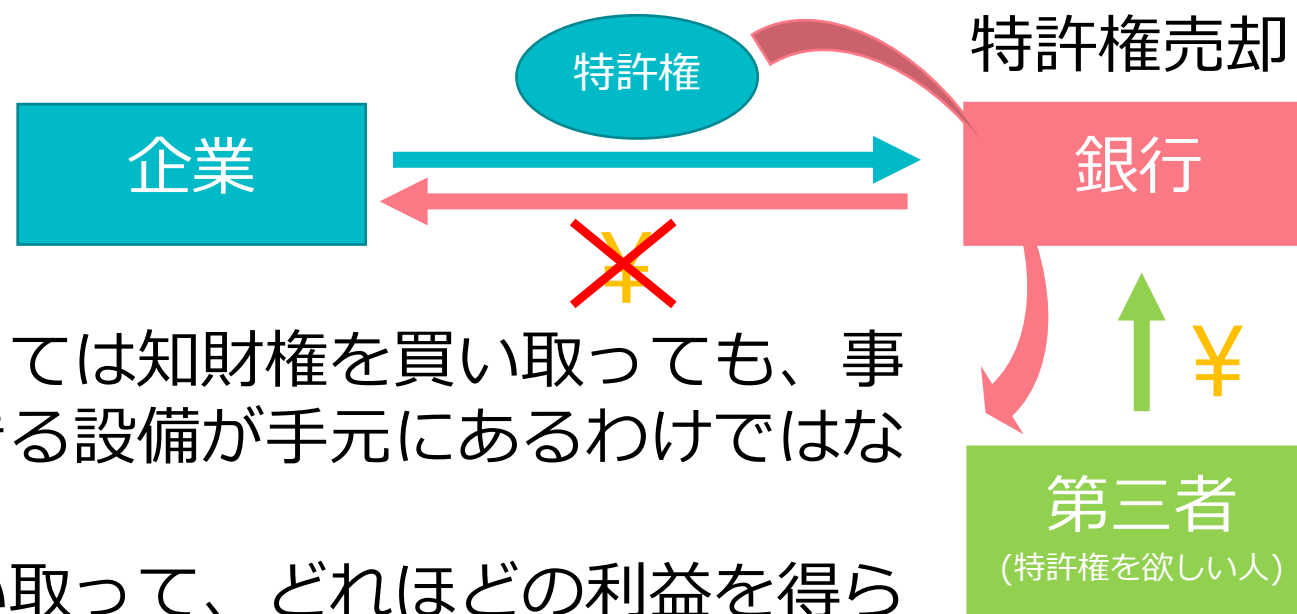 特許権売却
特許権
企業
銀行
¥
ては知財権を買い取っても、事
る設備が手元にあるわけではな
¥
第三者
(特許権を欲しい人)
取って、どれほどの利益を得ら